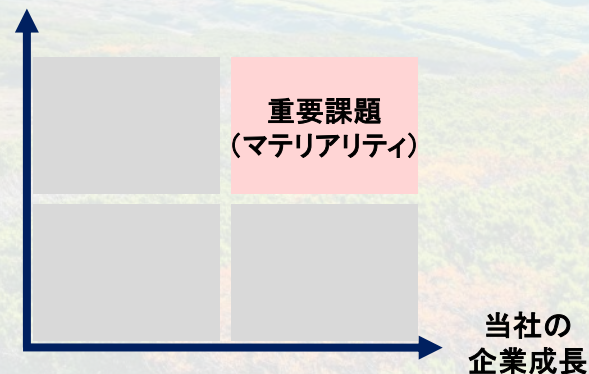 重要課題
（マテリアリティ）
当社の
企業成長